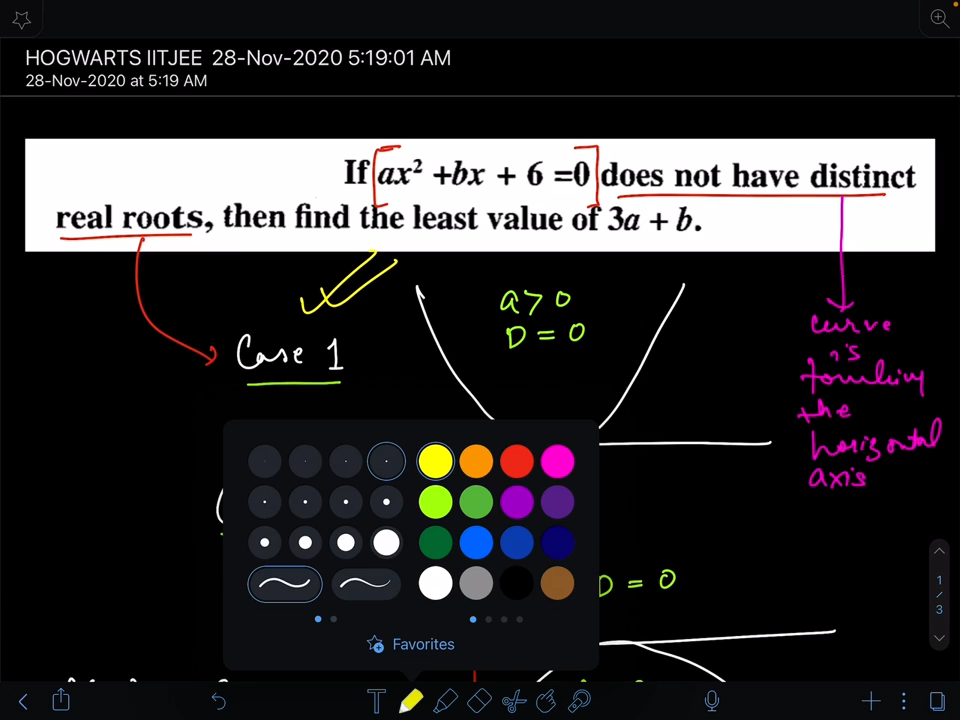 HOGWARTS IITJEE 28-Nov-2020 5:19:01 AM
28-Nov-2020 at 5:19 AM
If [ax² +bx + 6 =0] does not have distinct
real roots, then find the least value of 3a + b.
a > 0
D = 0
Case 1
curve
is
touching
the
horizontal
axis
D = 0
Favorites
1
/
3